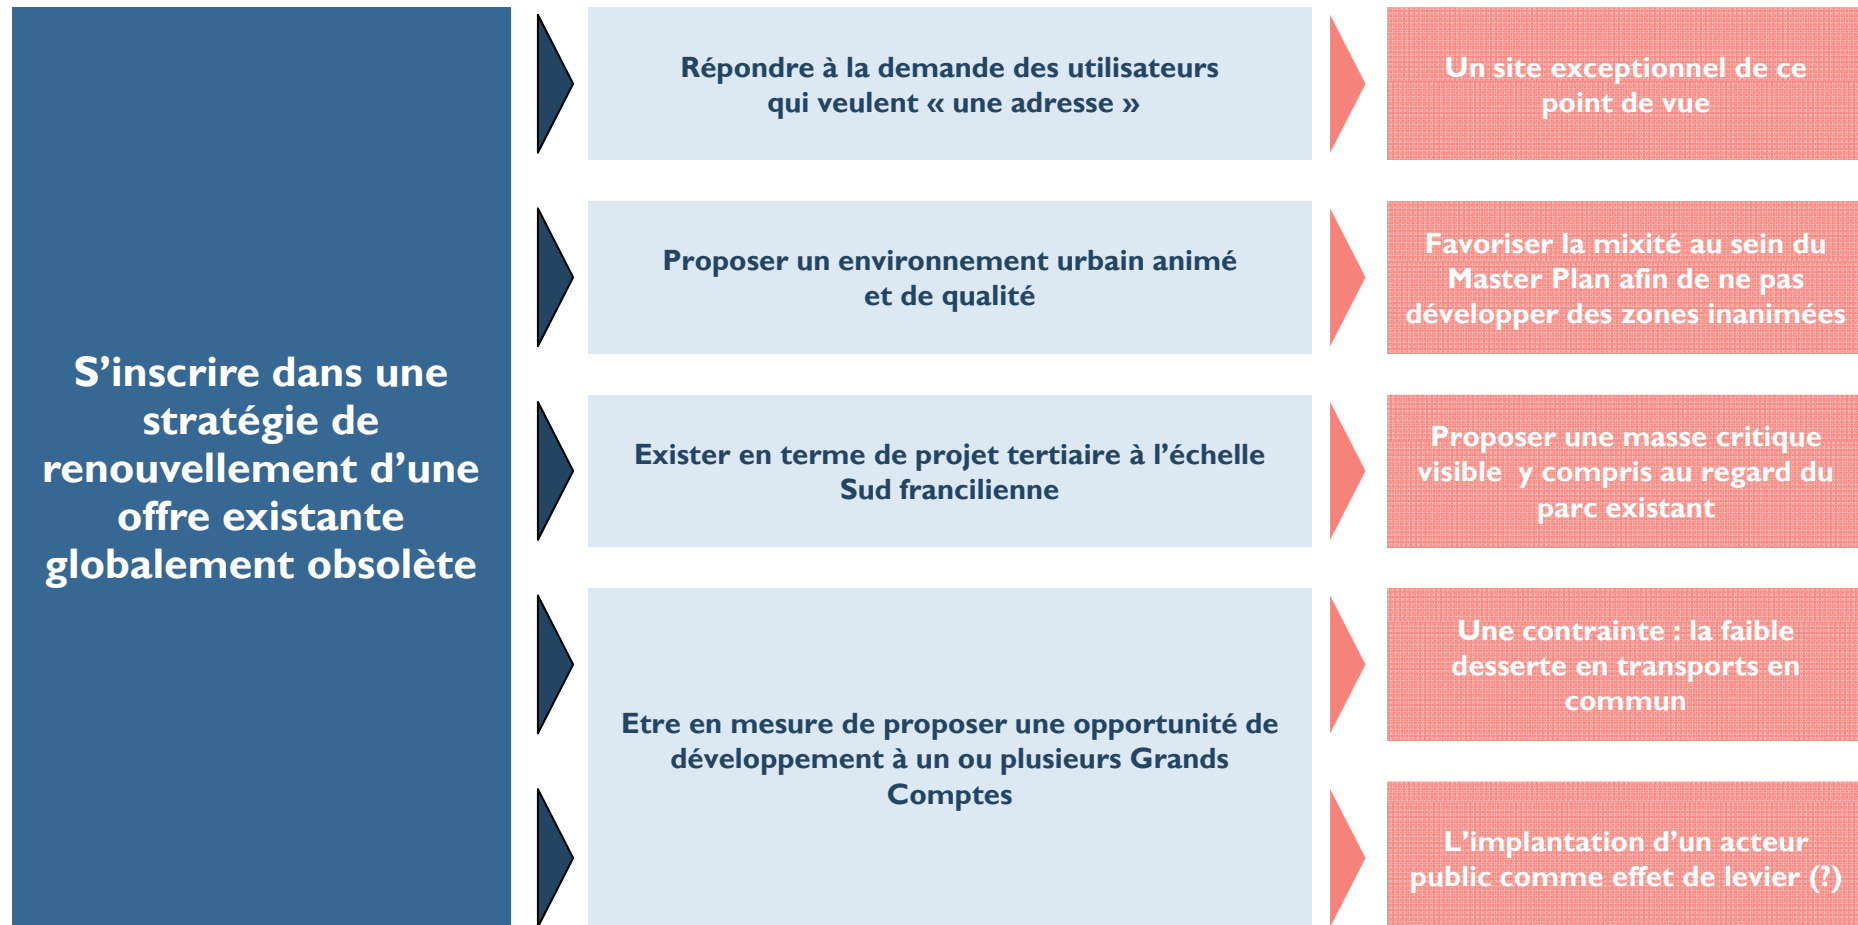 S’inscrire dans une
stratégie de
renouvellement d’une
offre existante
globalement obsolète
Répondre à la demande des utilisateurs
qui veulent « une adresse »
Un site exceptionnel de ce
point de vue
Proposer un environnement urbain animé
et de qualité
Favoriser la mixité au sein du
Master Plan afin de ne pas
développer des zones inanimées
Exister en terme de projet tertiaire à l’échelle
Sud francilienne
Proposer une masse critique
visible  y compris au regard du
parc existant
Etre en mesure de proposer une opportunité de
développement à un ou plusieurs Grands
Comptes
Une contrainte : la faible
desserte en transports en
commun
L’implantation d’un acteur
public comme effet de levier (?)